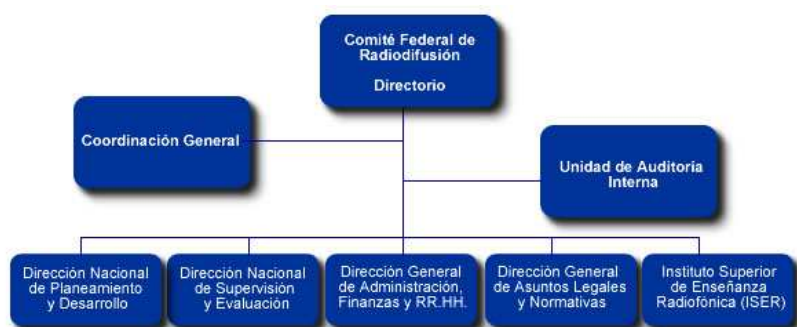 Comité Federal de
Radiodifusión
Directorio
Coordinación General
Unidad de Auditoría
Interna
Dirección Nacional
de Planeamiento
y Desarrollo
Dirección Nacional
de Supervisión
y Evaluación
Dirección General
de Administración,
Finanzas y RR.HH.
Dirección General
de Asuntos Legales
y Normativas
Instituto Superior
de Enseñanza
Radiofónica (ISER)